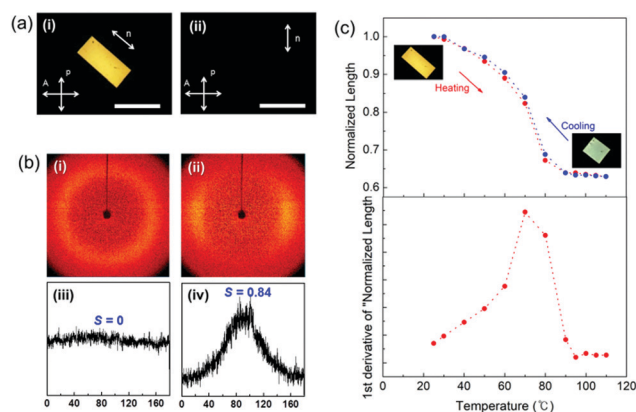 (a)
(i)
n
p
A
(ii)
n
p
A
(b)
(i)
(ii)
(iii)
S = 0
0 40 80 120 160
(iv)
S = 0.84
0 40 80 120 160
(c)
1.0
0.9
0.8
0.7
0.6
Normalized Length
Heating
Cooling
1st derivative of "Normalized Length
20 40 60 80 100 120
Temperature (℃)